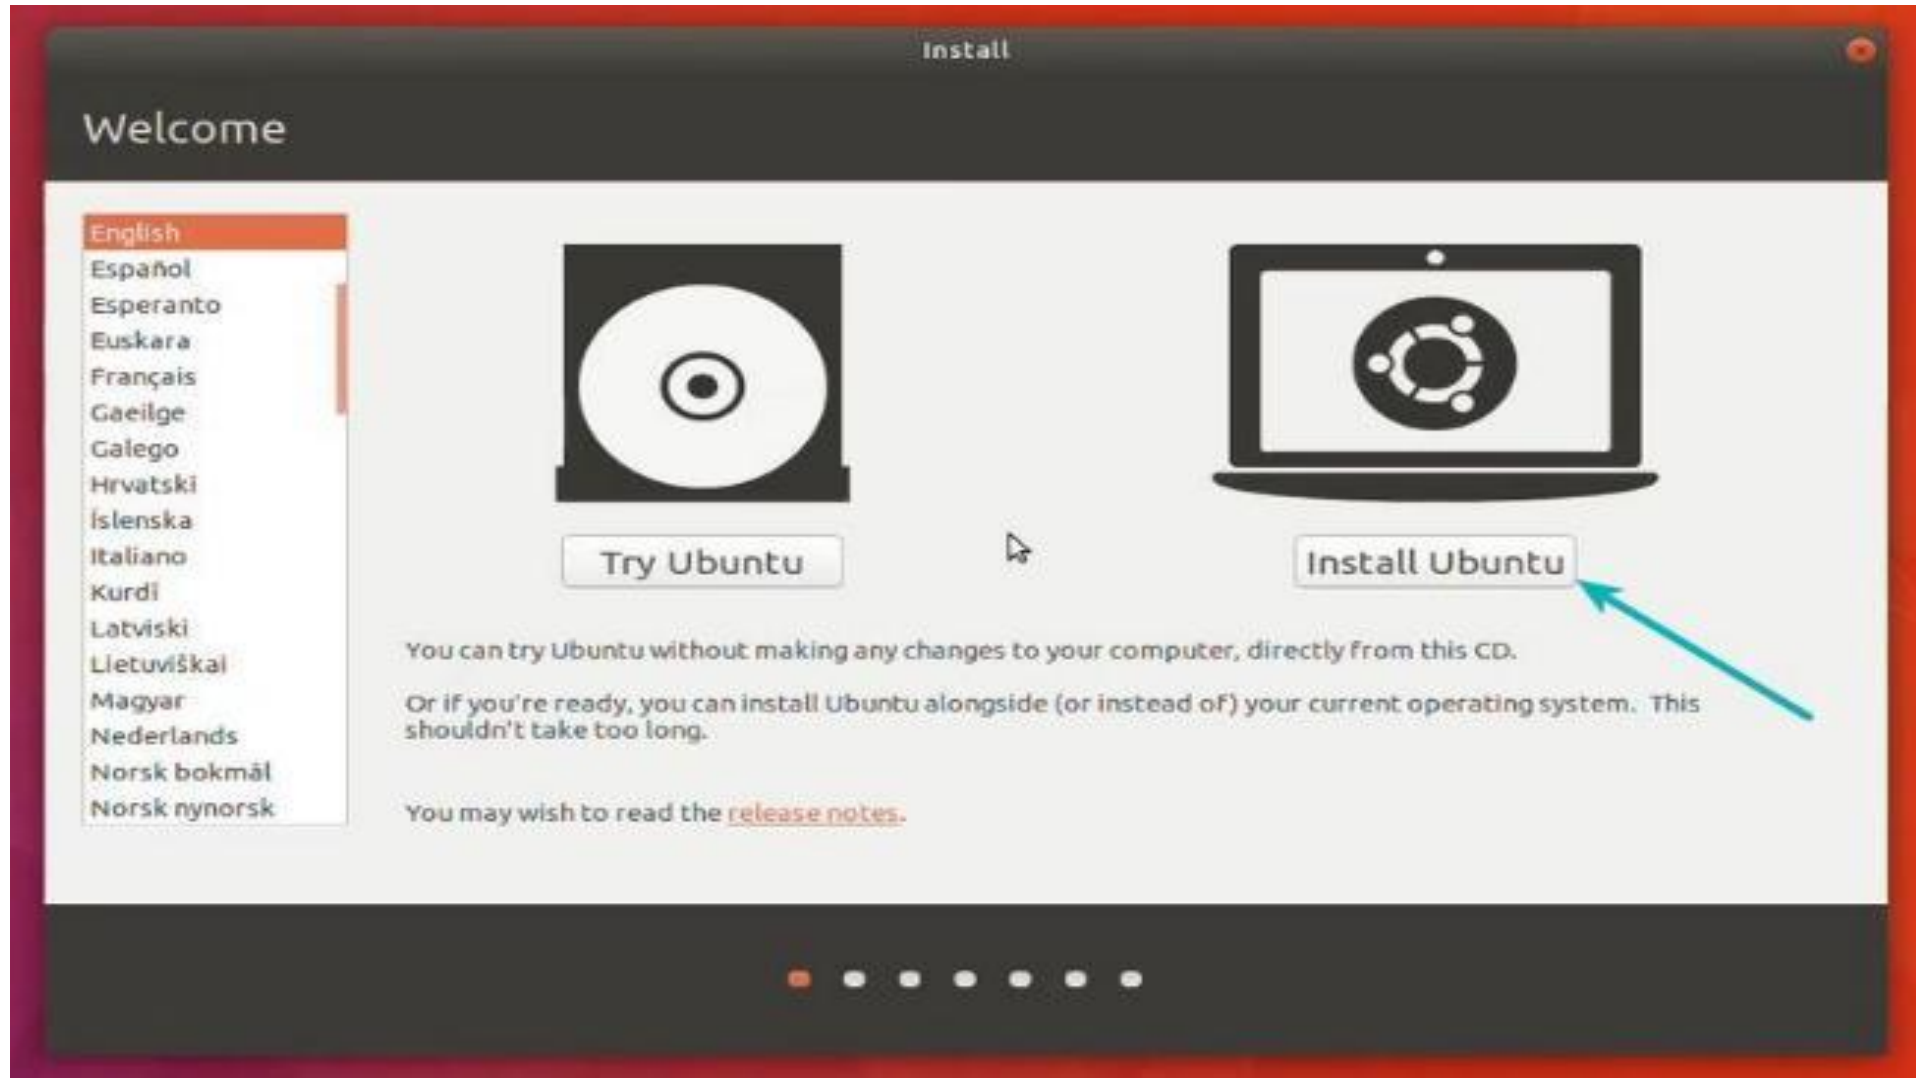 Install
Welcome
English
Español
Esperanto
Euskara
Français
Gaeilge
Galego
Hrvatski
Íslenska
Italiano
Kurdî
Latviski
Lietuviškai
Magyar
Nederlands
Norsk bokmål
Norsk nynorsk
Try Ubuntu
Install Ubuntu
You can try Ubuntu without making any changes to your computer, directly from this CD.
Or if you're ready, you can install Ubuntu alongside (or instead of) your current operating system. This
shouldn't take too long.
You may wish to read the release notes.